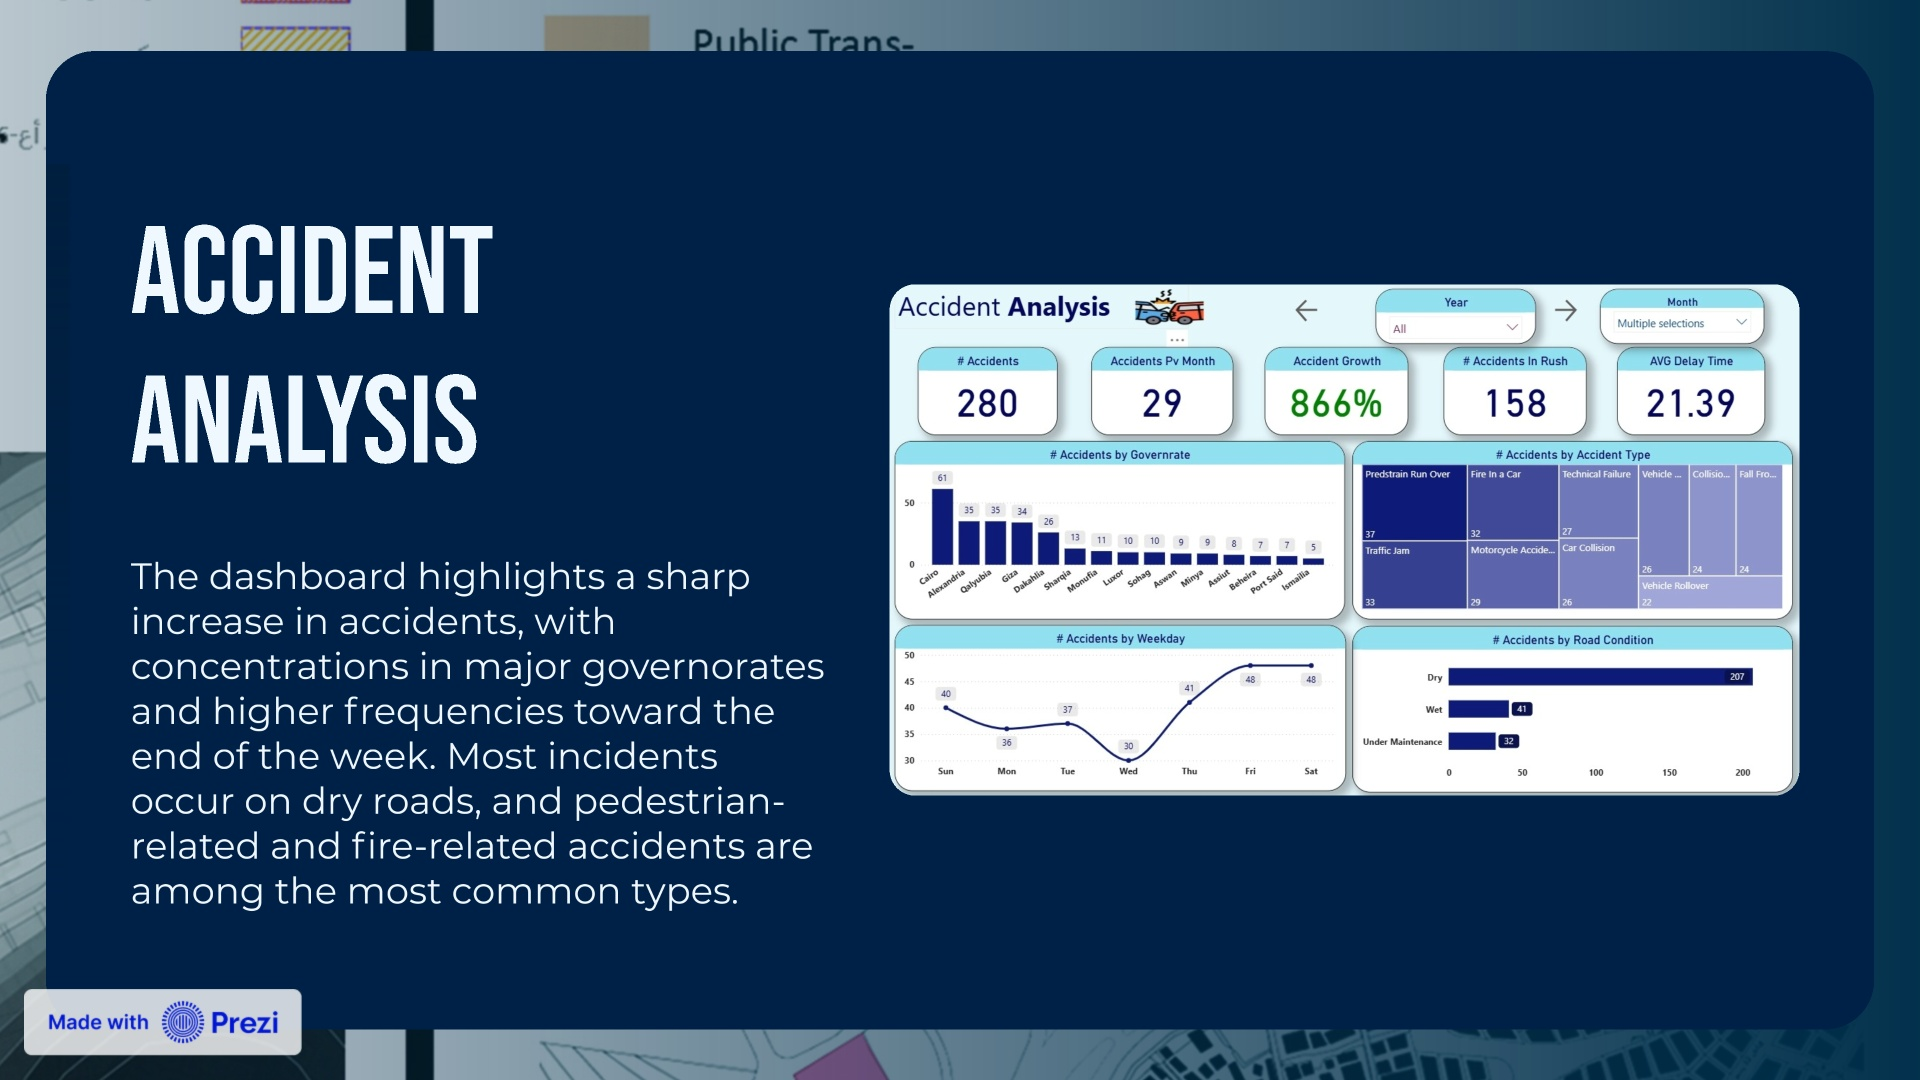 Public Trans-
ACCIDENT
ANALYSIS
The dashboard highlights a sharp
increase in accidents, with
concentrations in major governorates
and higher frequencies toward the
end of the week. Most incidents
occur on dry roads, and pedestrian-
related and fire-related accidents are
among the most common types.
Accident Analysis
$$
Year
All
Month
Multiple selections
...
# Accidents
280
Accidents Pv Month
29
Accident Growth
866%
# Accidents In Rush
158
AVG Delay Time
21.39
# Accidents by Governrate
50
0
61
35
35
34
26
13
11
10
10
9
9
8
7
7
5
Cairo
Alexandria
Qalyubia
Giza
Dakahlia
Sharqia
Monufia
Luxor
Sohag
Aswan
Minya
Assiut
Beheira
Port Said
Ismailia
# Accidents by Accident Type
Predstrain Run Over
37
Traffic Jam
33
Fire In a Car
32
Motorcycle Accide...
29
Technical Failure
27
Car Collision
26
Vehicle ...
26
Collisio...
24
Fall Fro...
24
Vehicle Rollover
22
# Accidents by Weekday
50
45
40
35
30
40
36
37
30
41
48
48
Sun Mon Tue Wed Thu Fri Sat
# Accidents by Road Condition
Dry 207
Wet 41
Under Maintenance 32
0 50 100 150 200
Made with Prezi